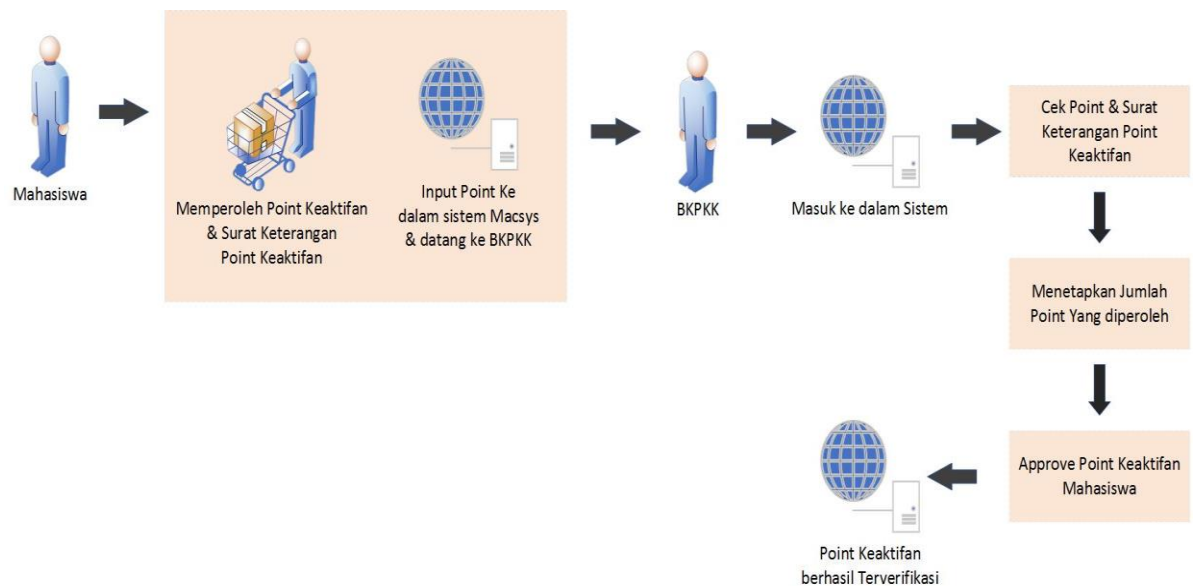 Mahasiswa
Memperoleh Point Keaktifan
& Surat Keterangan
Point Keaktifan
Input Point Ke
dalam sistem Macsys
& datang ke BKPKK
BKPKK
Masuk ke dalam Sistem
Cek Point & Surat
Keterangan Point
Keaktifan
Menetapkan Jumlah
Point Yang diperoleh
Approve Point Keaktifan
Mahasiswa
Point Keaktifan
berhasil Terverifikasi